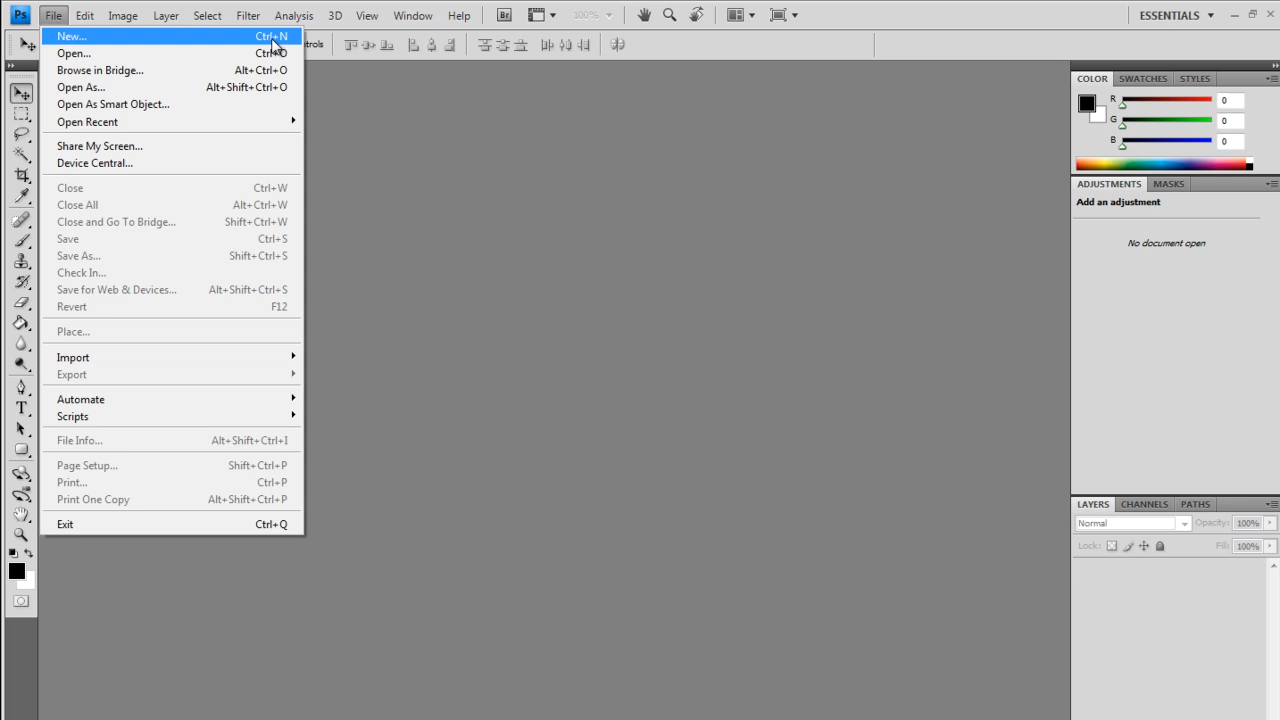 Ps File Edit Image Layer Select Filter Analysis 3D View Window Help Br 100% ESSENTIALS
New... Ctrl+N
Open... Ctrl+O
Browse in Bridge... Alt+Ctrl+O
Open As... Alt+Shift+Ctrl+O
Open As Smart Object...
Open Recent
Share My Screen...
Device Central...
Close Ctrl+W
Close All Alt+Ctrl+W
Close and Go To Bridge... Shift+Ctrl+W
Save Ctrl+S
Save As... Shift+Ctrl+S
Check In...
Save for Web & Devices... Alt+Shift+Ctrl+S
Revert F12
Place...
Import
Export
Automate
Scripts
File Info... Alt+Shift+Ctrl+I
Page Setup... Shift+Ctrl+P
Print... Ctrl+P
Print One Copy Alt+Shift+Ctrl+P
Exit Ctrl+Q
COLOR SWATCHES STYLES
R 0
G 0
B 0
ADJUSTMENTS MASKS
Add an adjustment
No document open
LAYERS CHANNELS PATHS
Normal Opacity: 100%
Lock: Fill: 100%